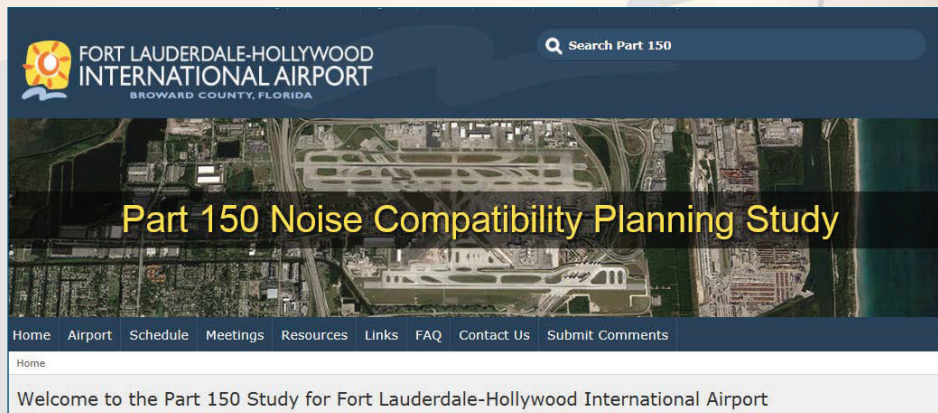 FORT LAUDERDALE-HOLLYWOOD
INTERNATIONAL AIRPORT
BROWARD COUNTY, FLORIDA
Search Part 150
Part 150 Noise Compatibility Planning Study
Home Airport Schedule Meetings Resources Links FAQ Contact Us Submit Comments
Home
Welcome to the Part 150 Study for Fort Lauderdale-Hollywood International Airport